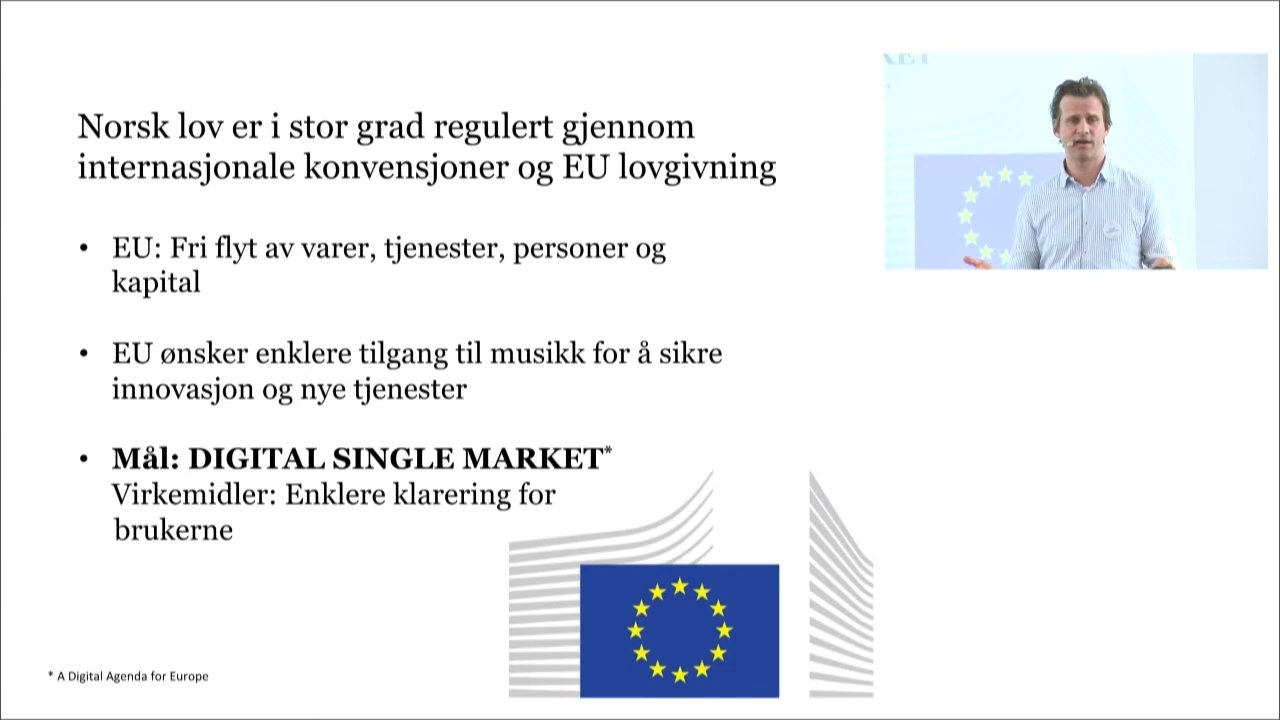 Norsk lov er i stor grad regulert gjennom
internasjonale konvensjoner og EU lovgivning
• EU: Fri flyt av varer, tjenester, personer og
kapital
• EU ønsker enklere tilgang til musikk for å sikre
innovasjon og nye tjenester
• Mål: DIGITAL SINGLE MARKET*
Virkemidler: Enklere klarering for
brukerne
* A Digital Agenda for Europe